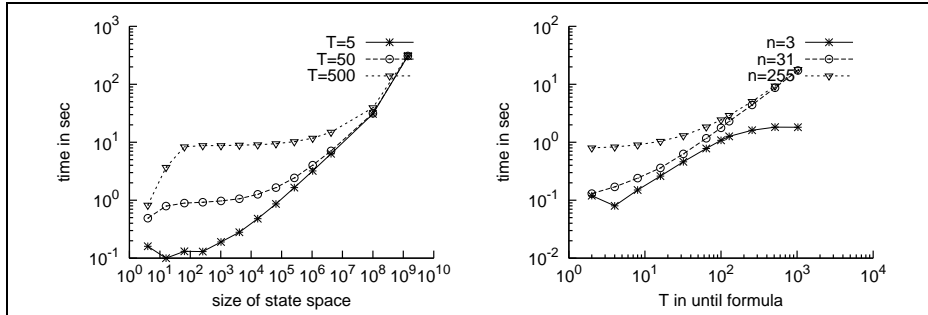 time in sec
10^3
10^2
10^1
10^0
10^-1
10^0 10^1 10^2 10^3 10^4 10^5 10^6 10^7 10^8 10^9 10^10
size of state space
T=5
T=50
T=500
time in sec
10^2
10^1
10^0
10^-1
10^-2
10^0 10^1 10^2 10^3 10^4
T in until formula
n=3
n=31
n=255